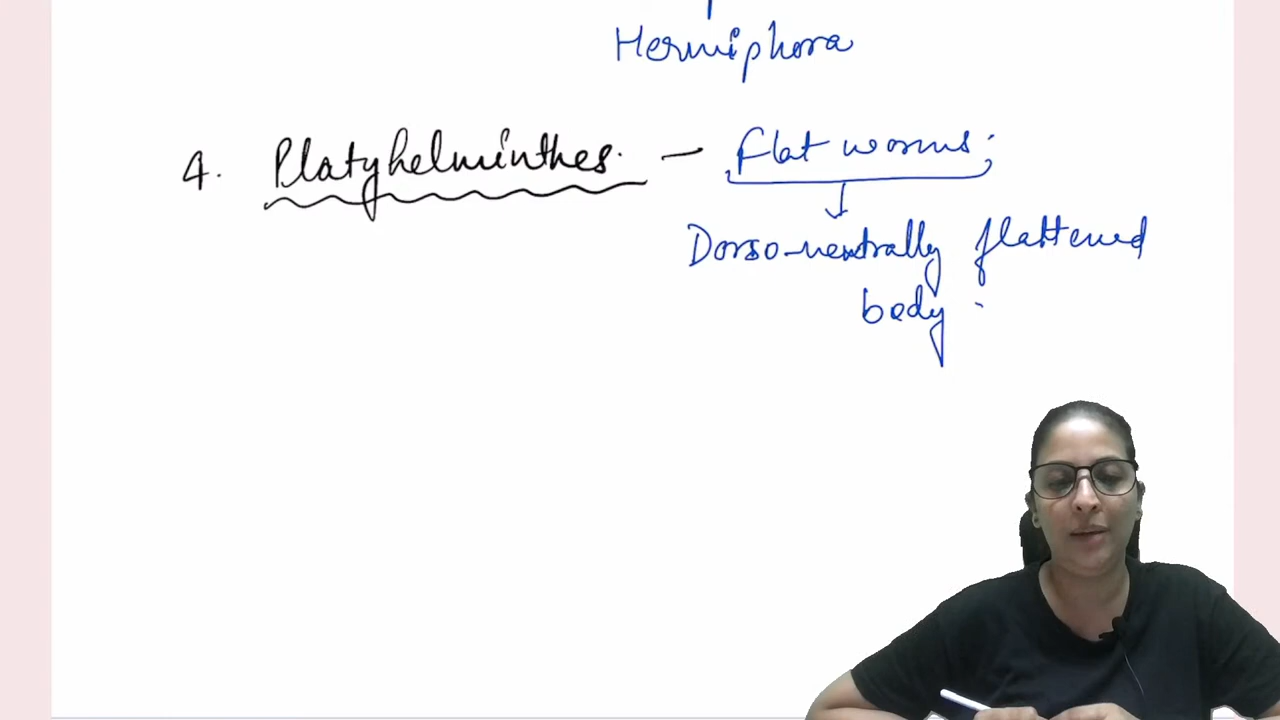 Hermiphora
4. Platyhelminthes. — flat worms.
Dorso-ventrally flattened
body